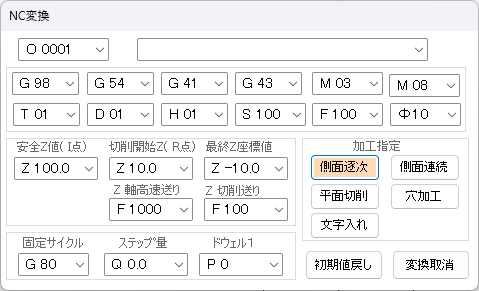 NC変換
O 0001
G 98 G 54 G 41 G 43 M 03 M 08
T 01 D 01 H 01 S 100 F 100 Φ10
安全Z値( I点) 切削開始Z( R点) 最終Z座標値
Z 100.0 Z 10.0 Z -10.0
Z 軸高速送り Z 切削送り
F 1000 F 100
加工指定
側面逐次 側面連続
平面切削 穴加工
文字入れ
固定サイクル ステップ量 ドウェル1
G 80 Q 0.0 P 0
初期値戻し 変換取消